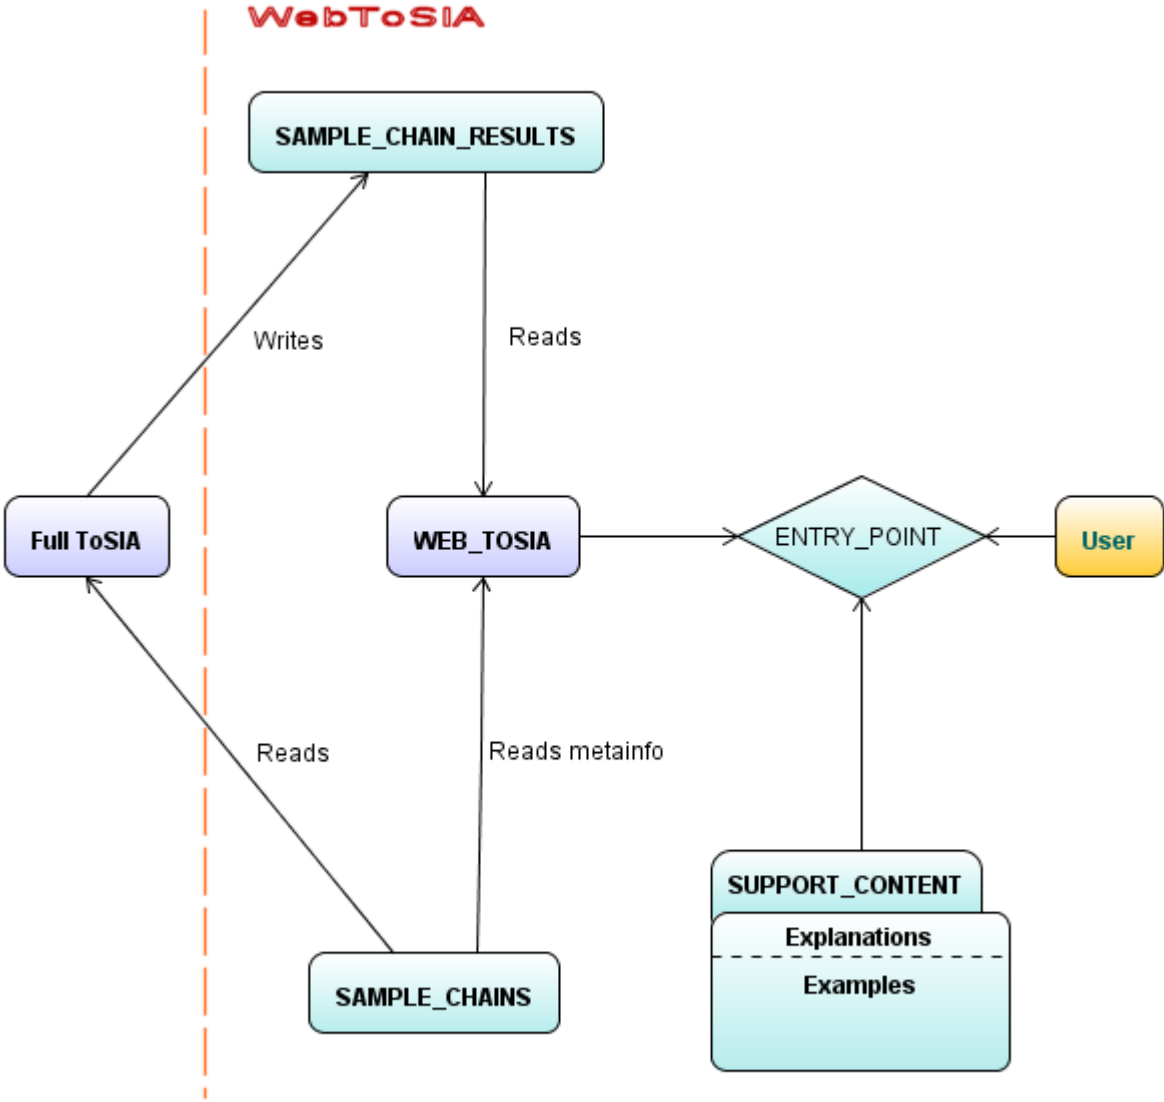 WebToSIA
SAMPLE_CHAIN_RESULTS
Writes
Reads
Full ToSIA
WEB_TOSIA
ENTRY_POINT
User
Reads
Reads metainfo
SUPPORT_CONTENT
Explanations
Examples
SAMPLE_CHAINS